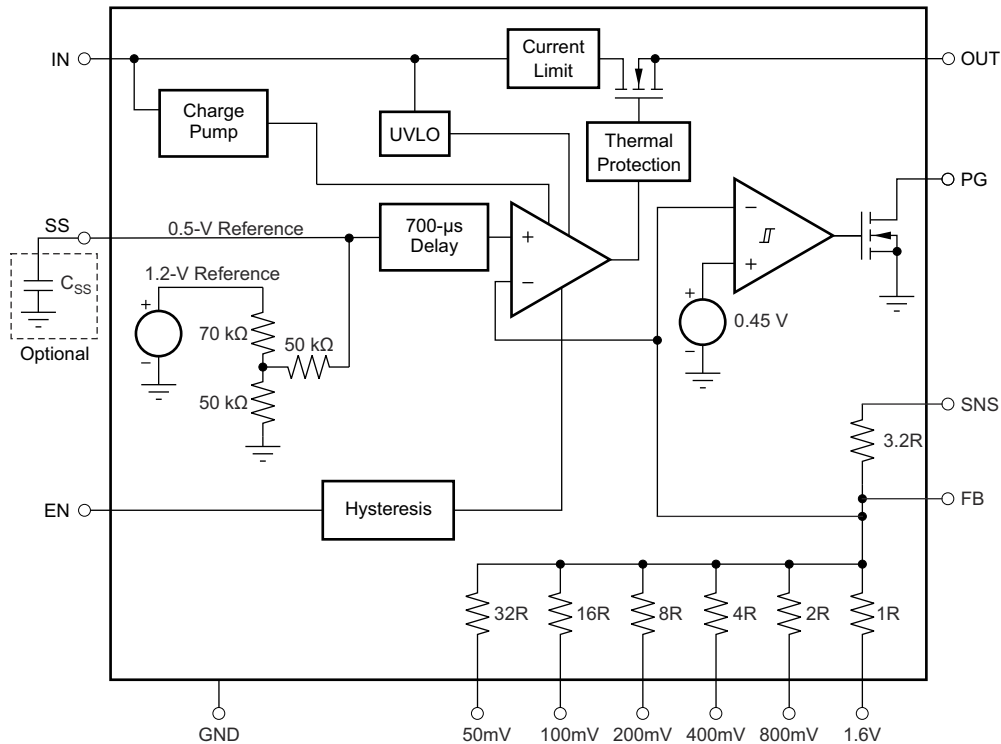 IN
Current
Limit
OUT
Charge
Pump
UVLO
Thermal
Protection
PG
SS
0.5-V Reference
700-µs
Delay
+
−
−
+
CSS
Optional
1.2-V Reference
+
−
70 kΩ
50 kΩ
50 kΩ
+
−
0.45 V
SNS
3.2R
FB
EN
Hysteresis
32R
16R
8R
4R
2R
1R
GND
50mV
100mV
200mV
400mV
800mV
1.6V